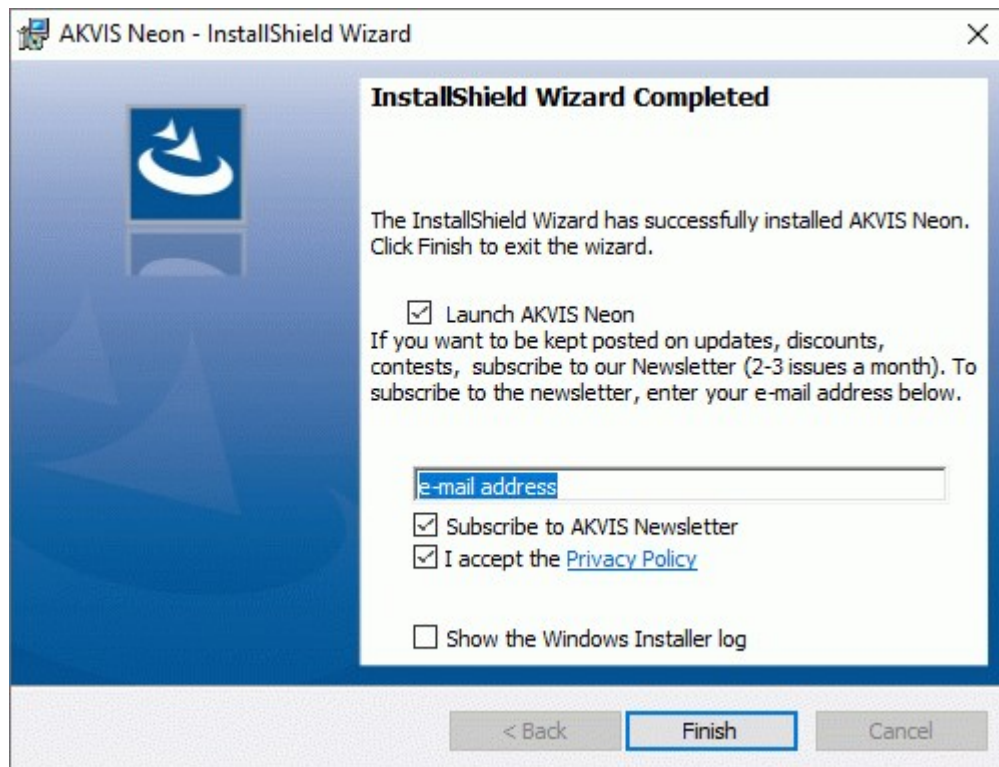 AKVIS Neon - InstallShield Wizard
InstallShield Wizard Completed
The InstallShield Wizard has successfully installed AKVIS Neon.
Click Finish to exit the wizard.
Launch AKVIS Neon
If you want to be kept posted on updates, discounts,
contests,  subscribe to our Newsletter (2-3 issues a month). To
subscribe to the newsletter, enter your e-mail address below.
e-mail address
Subscribe to AKVIS Newsletter
I accept the Privacy Policy
Show the Windows Installer log
< Back
Finish
Cancel